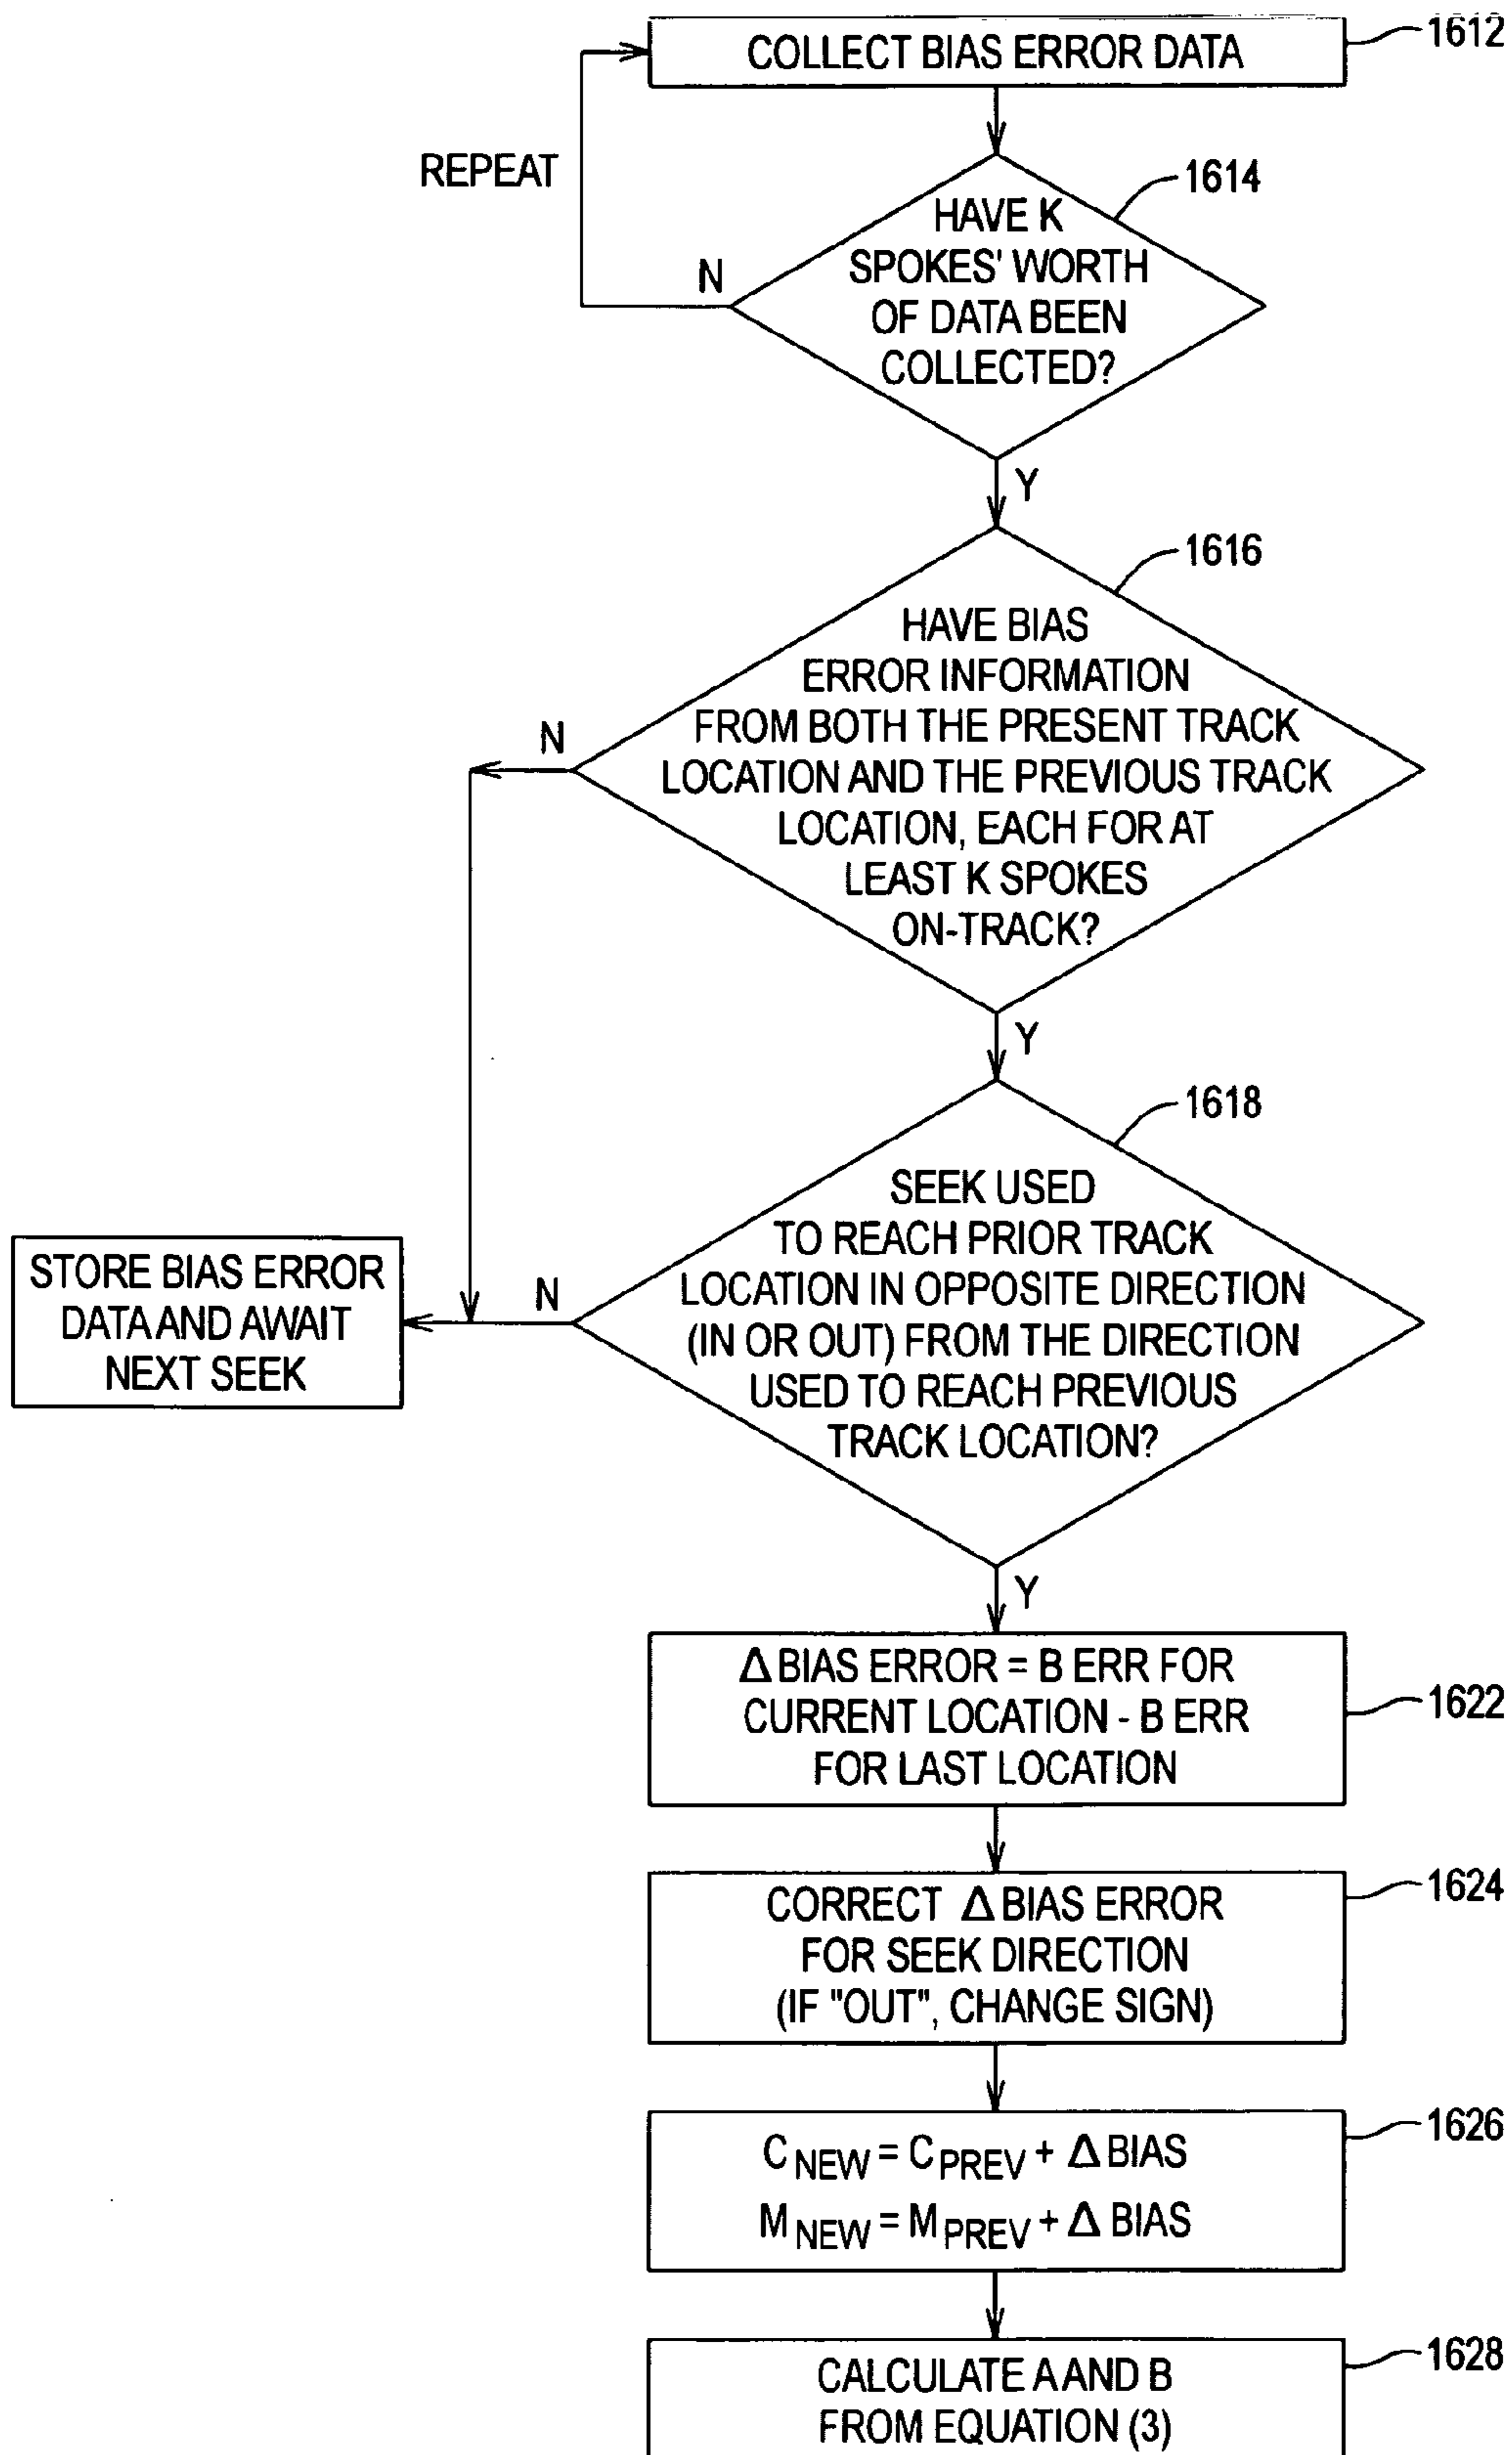 COLLECT BIAS ERROR DATA
1612
REPEAT
1614
HAVE K
SPOKES' WORTH
OF DATA BEEN
COLLECTED?
N
Y
1616
HAVE BIAS
ERROR INFORMATION
FROM BOTH THE PRESENT TRACK
LOCATION AND THE PREVIOUS TRACK
LOCATION, EACH FOR AT
LEAST K SPOKES
ON-TRACK?
N
Y
1618
SEEK USED
TO REACH PRIOR TRACK
LOCATION IN OPPOSITE DIRECTION
(IN OR OUT) FROM THE DIRECTION
USED TO REACH PREVIOUS
TRACK LOCATION?
N
STORE BIAS ERROR
DATA AND AWAIT
NEXT SEEK
Y
Δ BIAS ERROR = B ERR FOR
CURRENT LOCATION - B ERR
FOR LAST LOCATION
1622
CORRECT Δ BIAS ERROR
FOR SEEK DIRECTION
(IF "OUT", CHANGE SIGN)
1624
C NEW = C PREV + Δ BIAS
M NEW = M PREV + Δ BIAS
1626
CALCULATE A AND B
FROM EQUATION (3)
1628